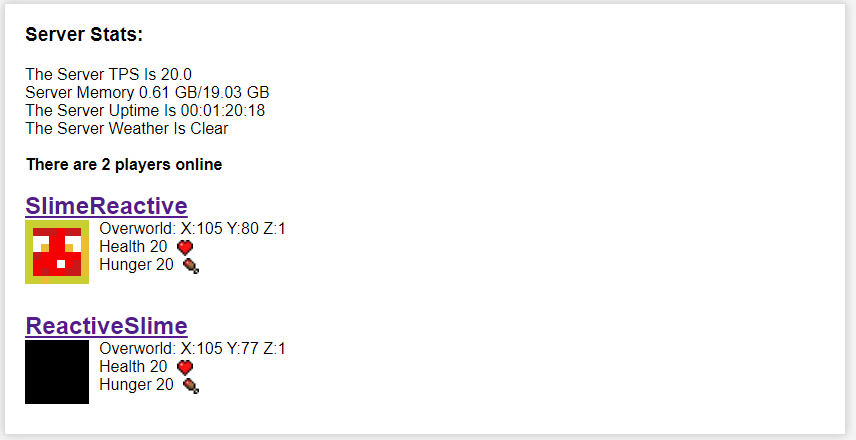 Server Stats:
The Server TPS Is 20.0
Server Memory 0.61 GB/19.03 GB
The Server Uptime Is 00:01:20:18
The Server Weather Is Clear
There are 2 players online
SlimeReactive
Overworld: X:105 Y:80 Z:1
Health 20
Hunger 20
ReactiveSlime
Overworld: X:105 Y:77 Z:1
Health 20
Hunger 20